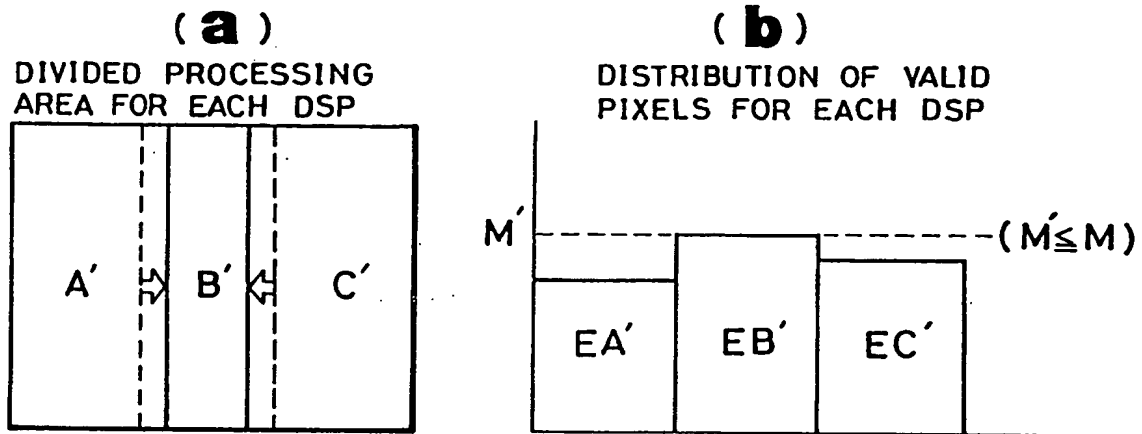 (a)
DIVIDED PROCESSING
AREA FOR EACH DSP
A′ B′ C′
(b)
DISTRIBUTION OF VALID
PIXELS FOR EACH DSP
M′ (M′≦M)
EA′ EB′ EC′